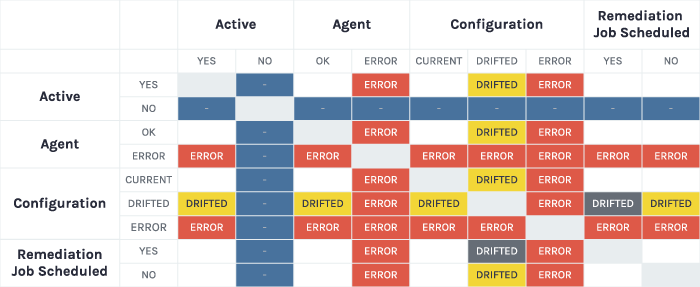 Active Agent Configuration Remediation
Job Scheduled
YES NO OK ERROR CURRENT DRIFTED ERROR YES NO
Active
YES - ERROR DRIFTED ERROR
NO - - - - - - - -
Agent
OK - ERROR DRIFTED ERROR
ERROR ERROR - ERROR ERROR ERROR ERROR ERROR ERROR
Configuration
CURRENT - ERROR DRIFTED ERROR
DRIFTED DRIFTED - DRIFTED ERROR DRIFTED ERROR DRIFTED DRIFTED
ERROR ERROR - ERROR ERROR ERROR ERROR ERROR ERROR
Remediation
Job Scheduled
YES - ERROR DRIFTED ERROR
NO - ERROR DRIFTED ERROR